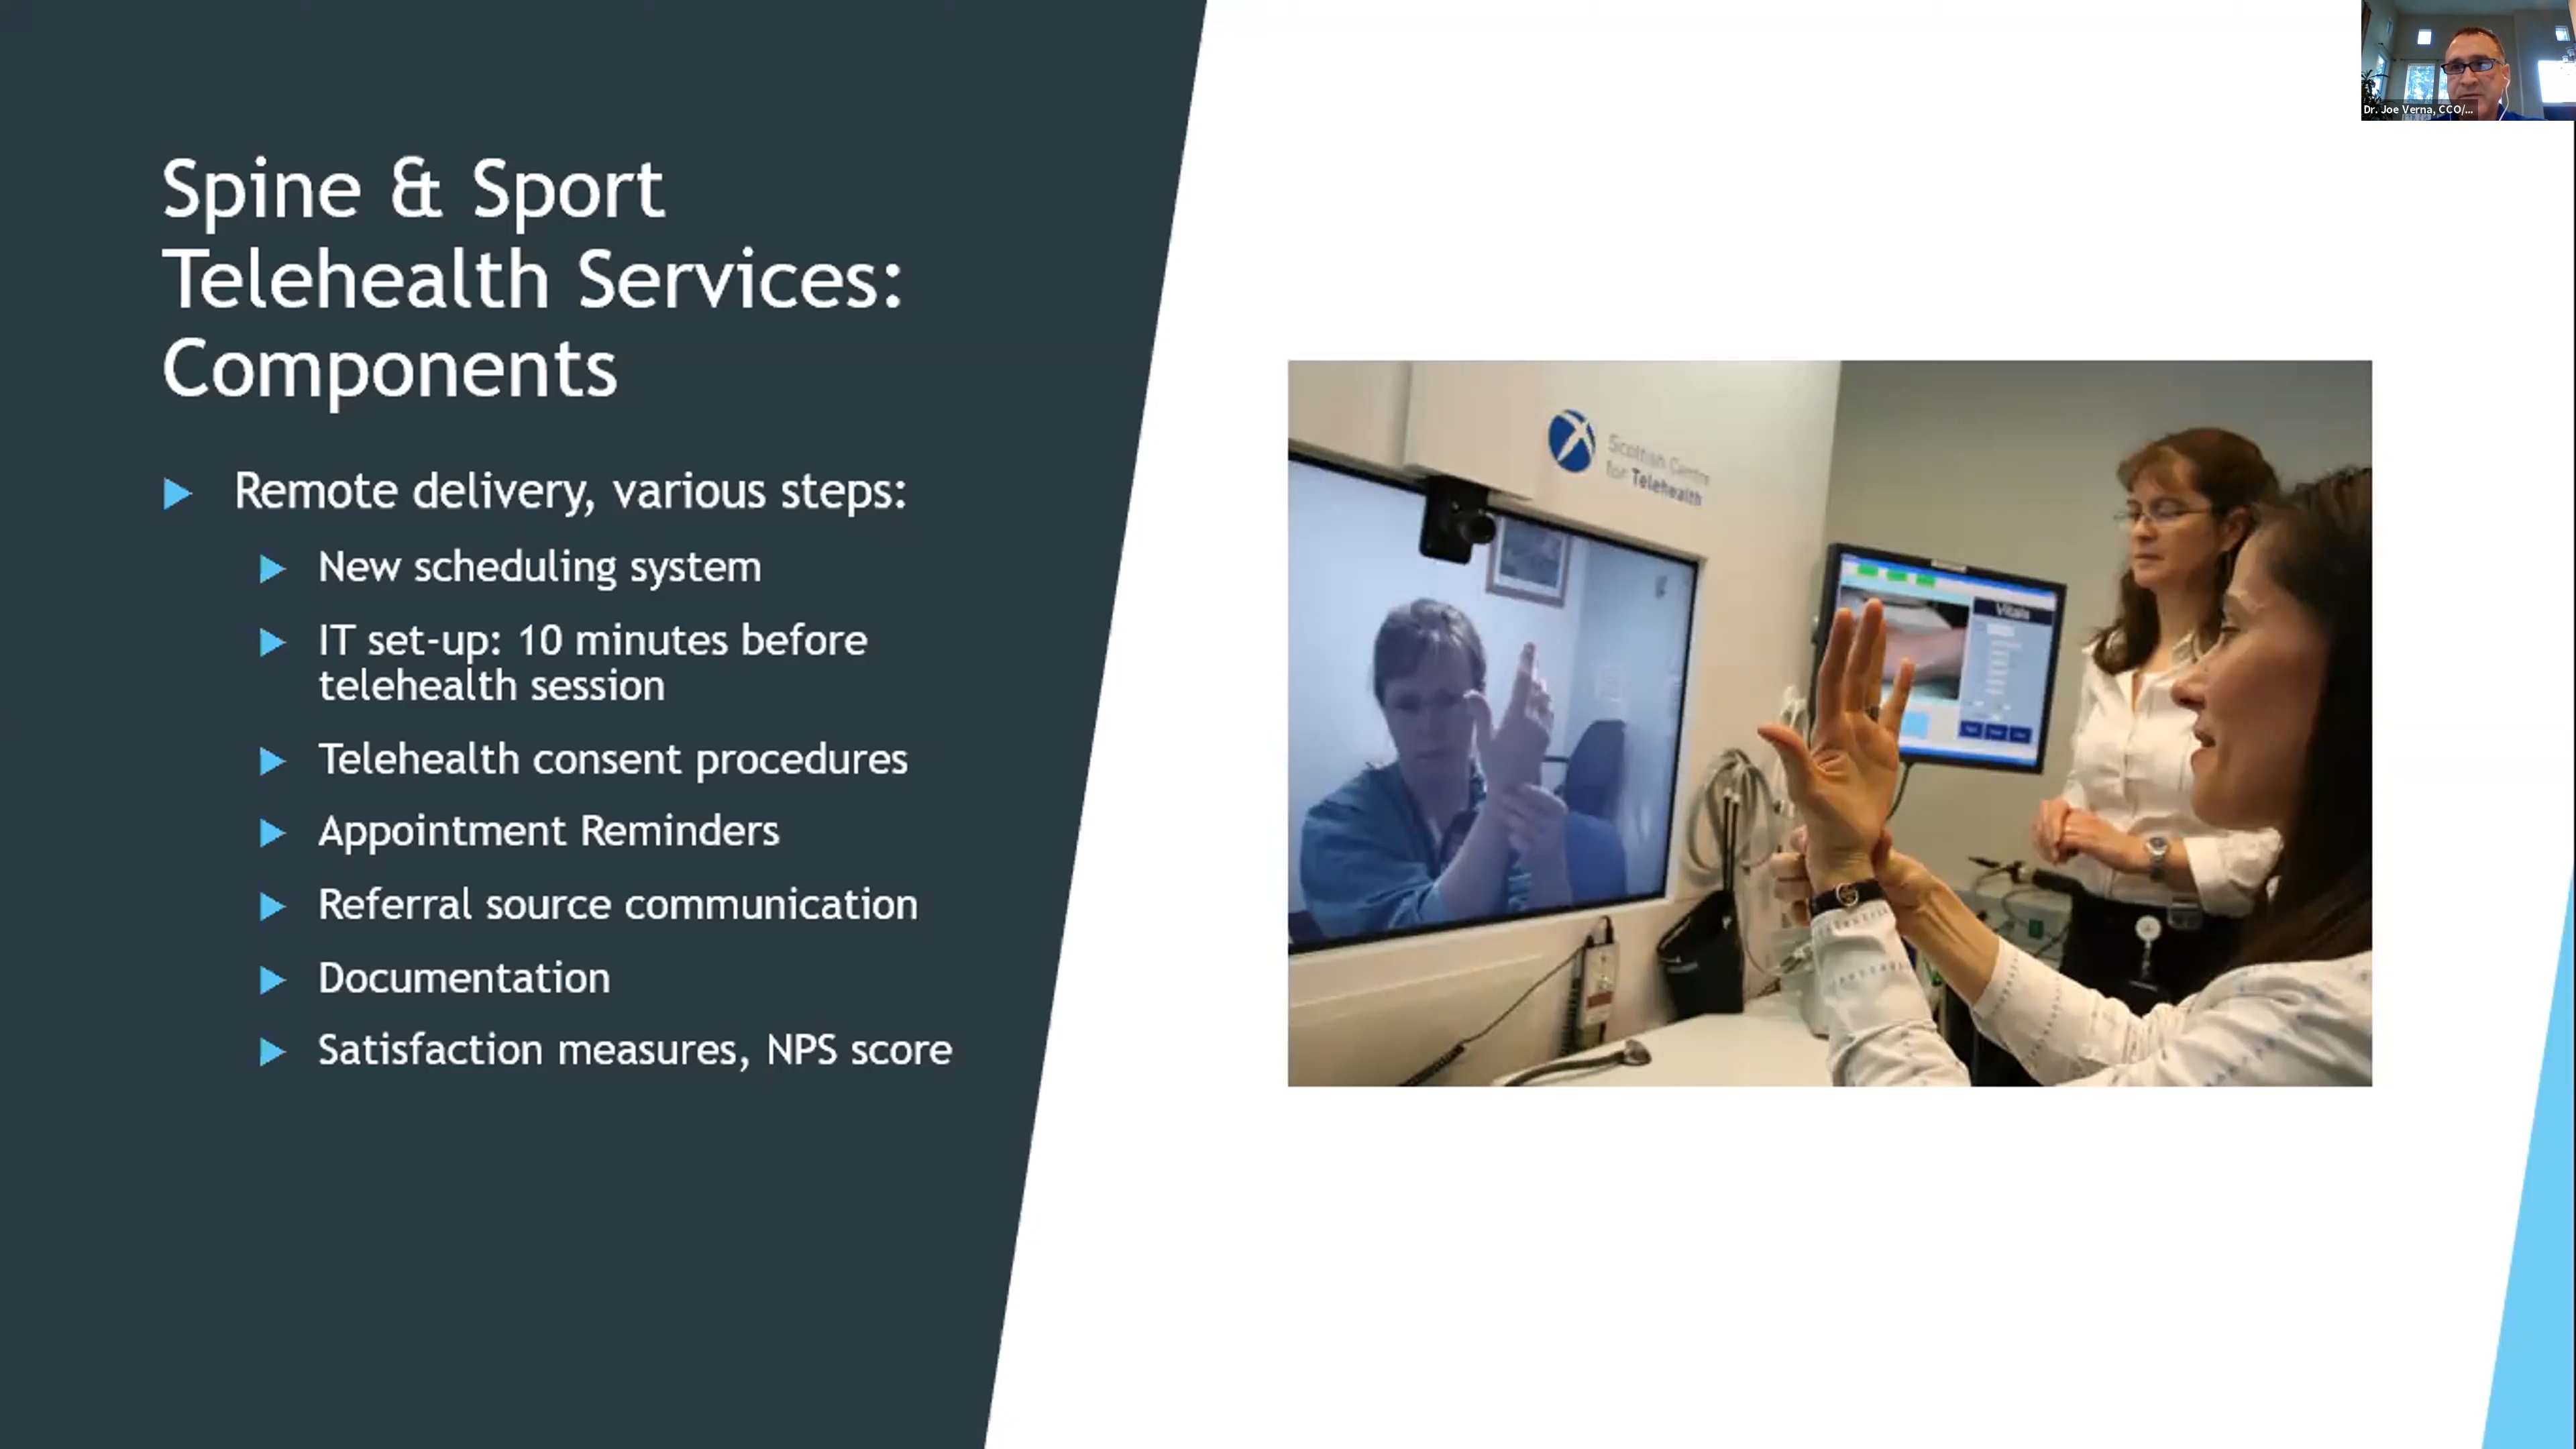 Dr. Joe Verna, CCO/...
Spine & Sport
Telehealth Services:
Components
Remote delivery, various steps:
New scheduling system
IT set-up: 10 minutes before
telehealth session
Telehealth consent procedures
Appointment Reminders
Referral source communication
Documentation
Satisfaction measures, NPS score
Scottish Centre
for Telehealth
Vitals